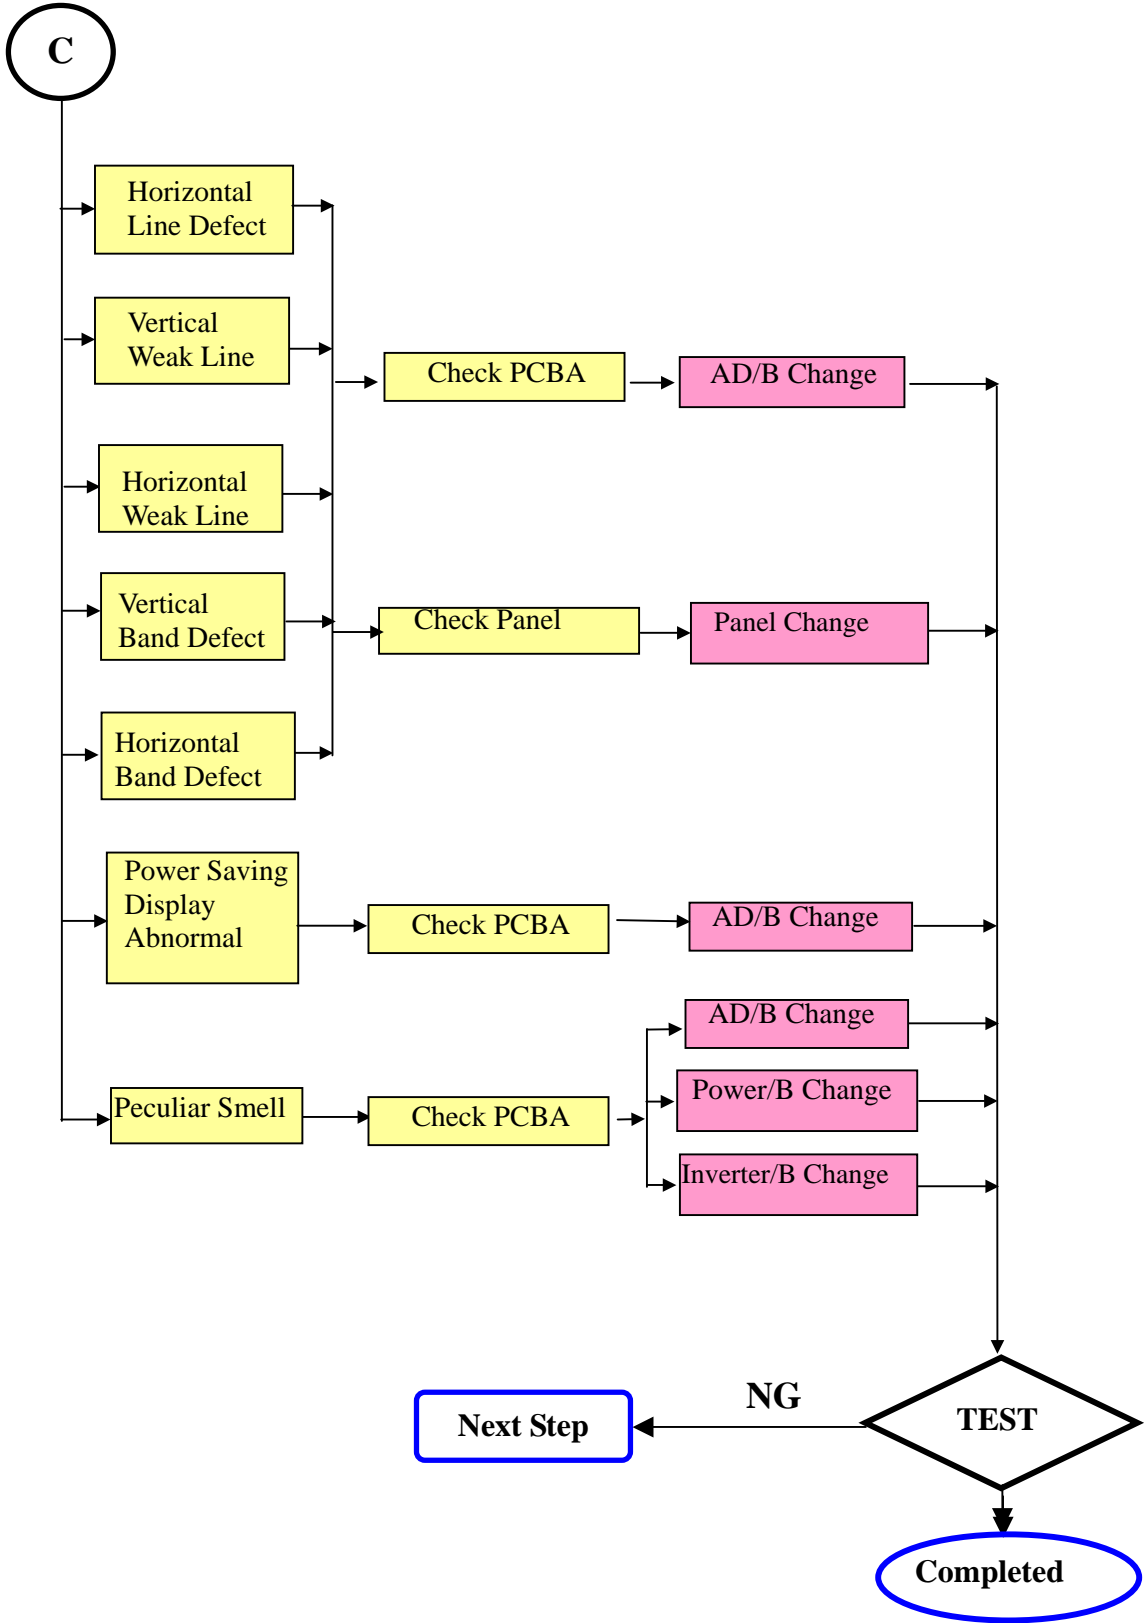 C
Horizontal
Line Defect
Vertical
Weak Line
Check PCBA
AD/B Change
Horizontal
Weak Line
Vertical
Band Defect
Check Panel
Panel Change
Horizontal
Band Defect
Power Saving
Display
Abnormal
Check PCBA
AD/B Change
Peculiar Smell
Check PCBA
AD/B Change
Power/B Change
Inverter/B Change
TEST
NG
Next Step
Completed